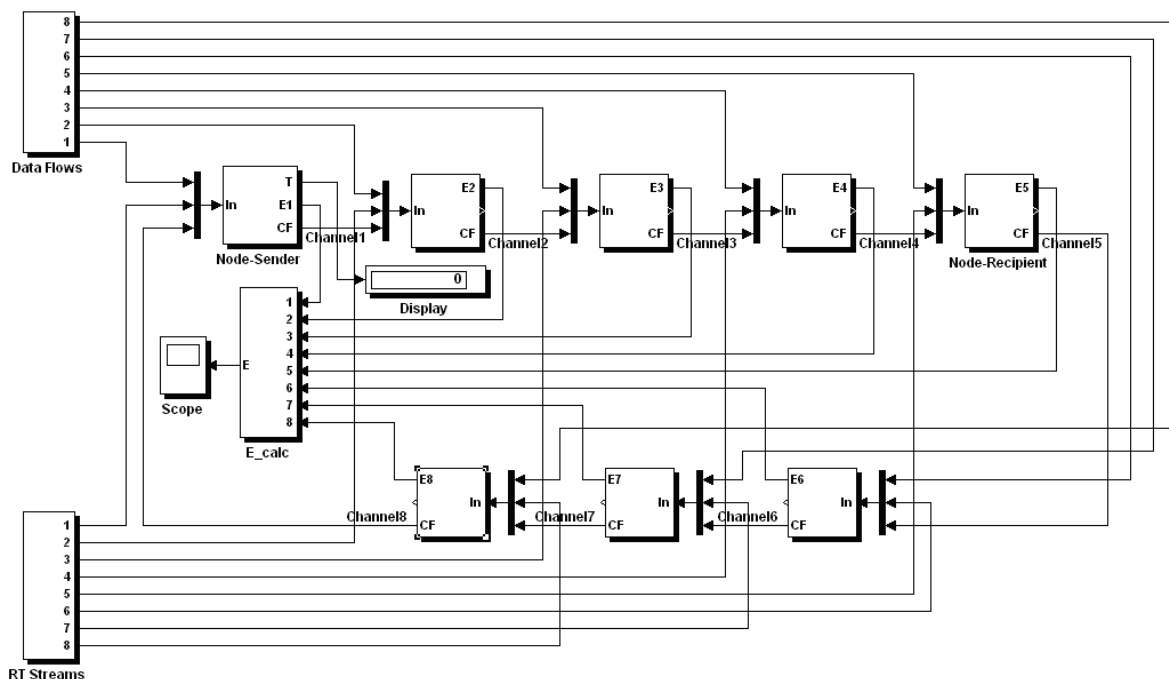 8
7
6
5
4
3
2
1
Data Flows
In
T
E1
CF
Node-Sender
Channel1
In
E2
CF
Channel2
In
E3
CF
Channel3
In
E4
CF
Channel4
In
E5
CF
Channel5
Node-Recipient
0
Display
1
2
3
4
5
6
7
8
E
E_calc
Scope
E8
In
CF
Channel8
E7
In
CF
Channel7
E6
In
CF
Channel6
1
2
3
4
5
6
7
8
RT Streams